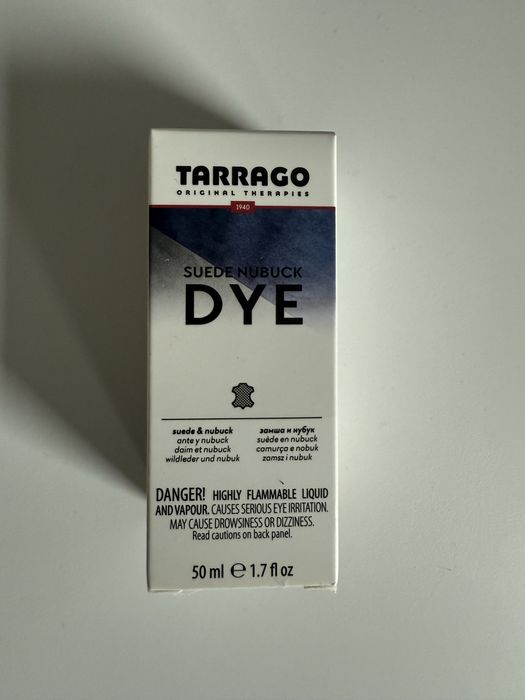 TARRAGO
ORIGINAL THERAPIES
1940
SUEDE NUBUCK
DYE
suede & nubuck
ante y nubuck
daim et nubuck
wildleder und nubuk
замша и нубук
suède en nubuck
camurça e nobuk
zamsz i nubuk
DANGER! HIGHLY FLAMMABLE LIQUID
AND VAPOUR. CAUSES SERIOUS EYE IRRITATION.
MAY CAUSE DROWSINESS OR DIZZINESS.
Read cautions on back panel.
50 ml ℮ 1.7 fl oz